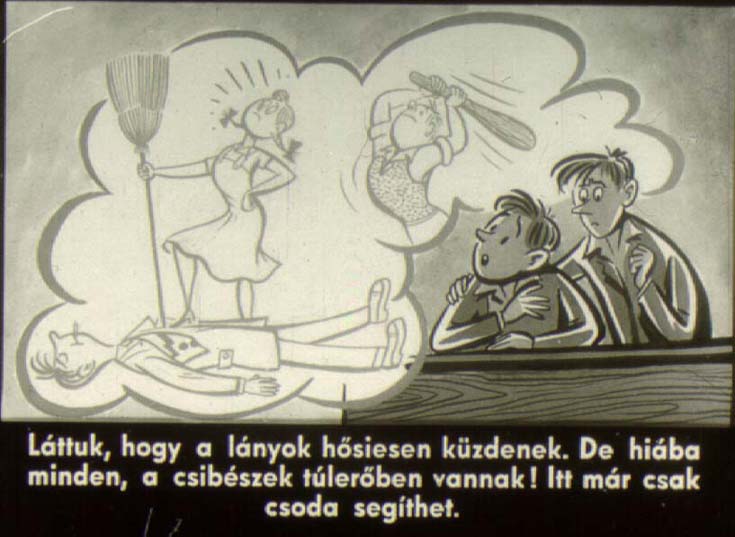 Láttuk, hogy a lányok hősiesen küzdenek. De hiába
minden, a csibészek túlerőben vannak! Itt már csak
csoda segíthet.